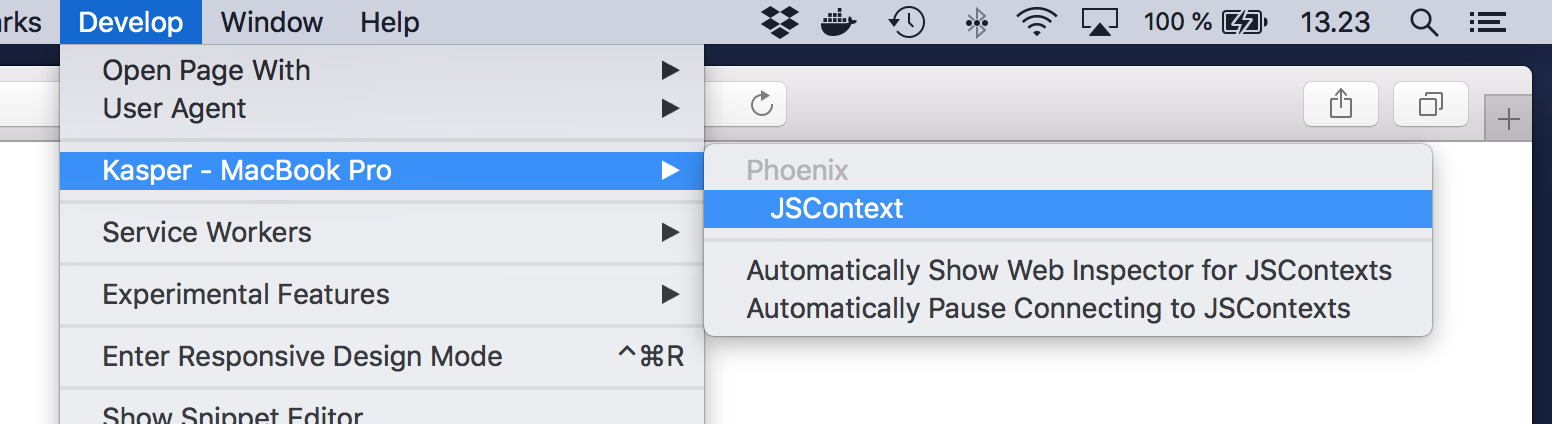 rks Develop Window Help 100 % 13.23
Open Page With
User Agent
Kasper - MacBook Pro
Phoenix
JSContext
Service Workers
Automatically Show Web Inspector for JSContexts
Experimental Features
Automatically Pause Connecting to JSContexts
Enter Responsive Design Mode ^⌘R
Show Snippet Editor